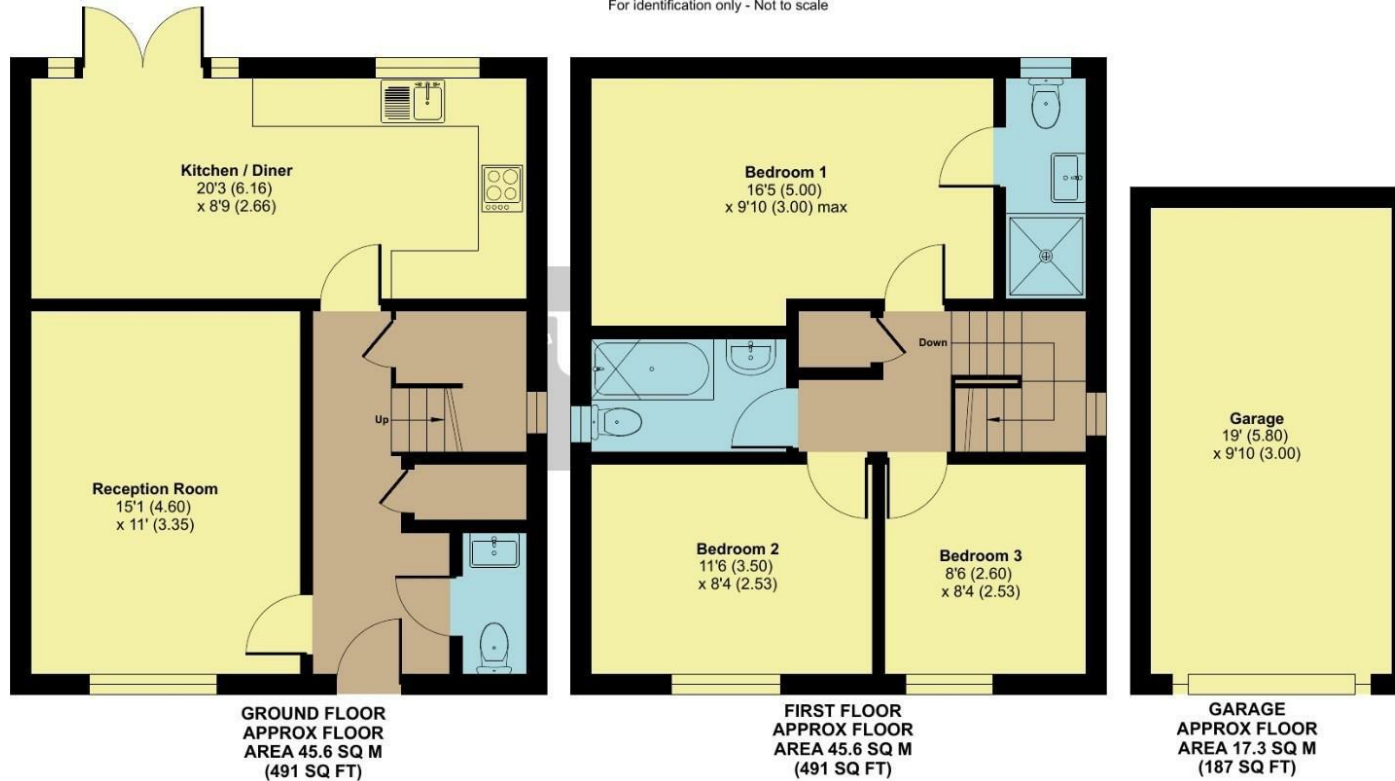 For identification only - Not to scale
Kitchen / Diner
20'3 (6.16)
x 8'9 (2.66)
Reception Room
15'1 (4.60)
x 11' (3.35)
Up
GROUND FLOOR
APPROX FLOOR
AREA 45.6 SQ M
(491 SQ FT)
Bedroom 1
16'5 (5.00)
x 9'10 (3.00) max
Down
Bedroom 2
11'6 (3.50)
x 8'4 (2.53)
Bedroom 3
8'6 (2.60)
x 8'4 (2.53)
FIRST FLOOR
APPROX FLOOR
AREA 45.6 SQ M
(491 SQ FT)
Garage
19' (5.80)
x 9'10 (3.00)
GARAGE
APPROX FLOOR
AREA 17.3 SQ M
(187 SQ FT)